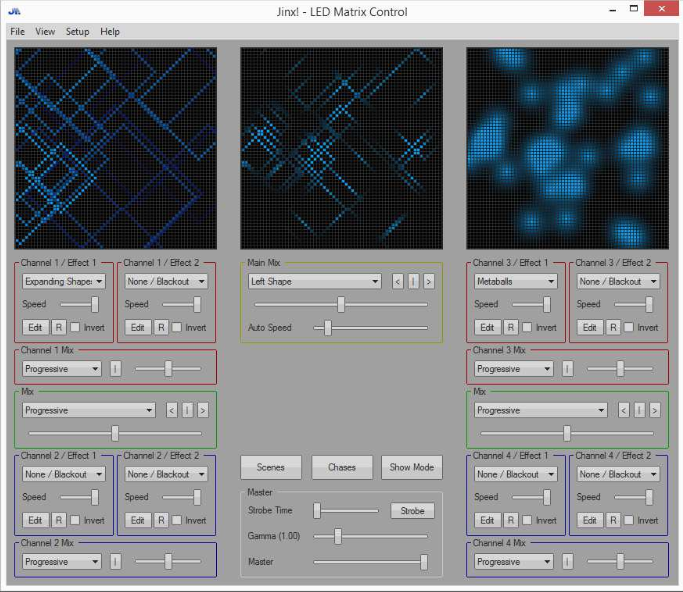 Jinx! - LED Matrix Control
File View Setup Help
Channel 1 / Effect 1
Expanding Shape:
Speed
Edit R Invert
Channel 1 / Effect 2
None / Blackout
Speed
Edit R Invert
Channel 1 Mix
Progressive |
Mix
Progressive < | >
Channel 2 / Effect 1
None / Blackout
Speed
Edit R Invert
Channel 2 / Effect 2
None / Blackout
Speed
Edit R Invert
Channel 2 Mix
Progressive |
Main Mix
Left Shape < | >
Auto Speed
Scenes Chases Show Mode
Master
Strobe Time Strobe
Gamma (1.00)
Master
Channel 3 / Effect 1
Metaballs
Speed
Edit R Invert
Channel 3 / Effect 2
None / Blackout
Speed
Edit R Invert
Channel 3 Mix
Progressive |
Mix
Progressive < | >
Channel 4 / Effect 1
None / Blackout
Speed
Edit R Invert
Channel 4 / Effect 2
None / Blackout
Speed
Edit R Invert
Channel 4 Mix
Progressive |